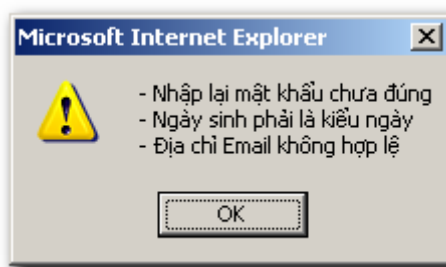 Microsoft Internet Explorer
- Nhập lại mật khẩu chưa đúng
- Ngày sinh phải là kiểu ngày
- Địa chỉ Email không hợp lệ
OK